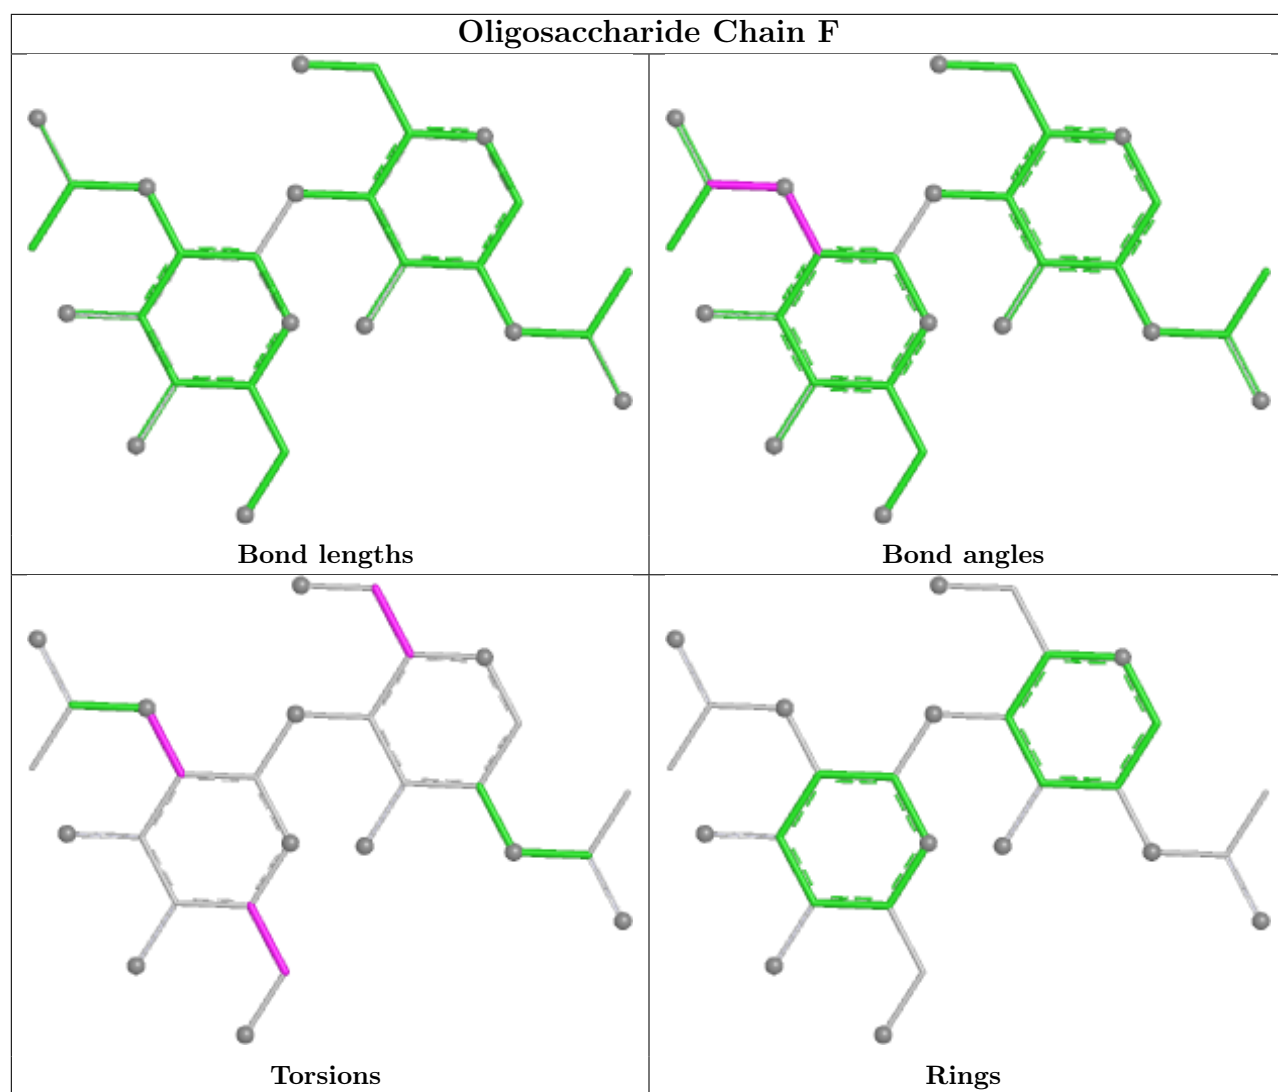 Oligosaccharide Chain F
Bond lengths
Bond angles
Torsions
Rings